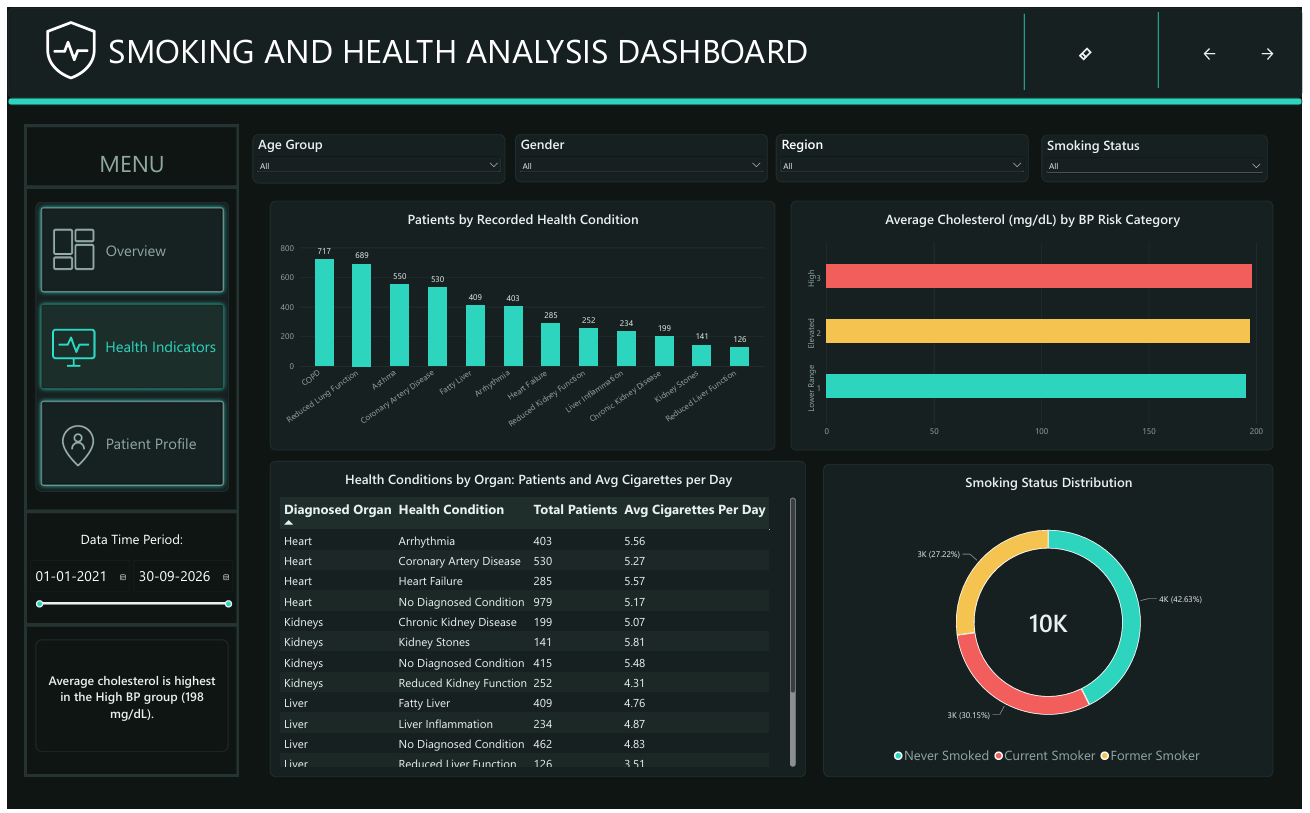 SMOKING AND HEALTH ANALYSIS DASHBOARD
MENU
Overview
Health Indicators
Patient Profile
Data Time Period:
01-01-2021 30-09-2026
Average cholesterol is highest
in the High BP group (198
mg/dL).
Age Group
All
Gender
All
Region
All
Smoking Status
All
Patients by Recorded Health Condition
800
600
400
200
0
717
689
550
530
409
403
285
252
234
199
141
126
COPD
Reduced Lung Function
Asthma
Coronary Artery Disease
Fatty Liver
Arrhythmia
Heart Failure
Reduced Kidney Function
Liver Inflammation
Chronic Kidney Disease
Kidney Stones
Reduced Liver Function
Average Cholesterol (mg/dL) by BP Risk Category
High 3
Elevated 2
Lower Range 1
0 50 100 150 200
Health Conditions by Organ: Patients and Avg Cigarettes per Day
Diagnosed Organ Health Condition Total Patients Avg Cigarettes Per Day
Heart Arrhythmia 403 5.56
Heart Coronary Artery Disease 530 5.27
Heart Heart Failure 285 5.57
Heart No Diagnosed Condition 979 5.17
Kidneys Chronic Kidney Disease 199 5.07
Kidneys Kidney Stones 141 5.81
Kidneys No Diagnosed Condition 415 5.48
Kidneys Reduced Kidney Function 252 4.31
Liver Fatty Liver 409 4.76
Liver Liver Inflammation 234 4.87
Liver No Diagnosed Condition 462 4.83
Liver Reduced Liver Function 126 3.51
Smoking Status Distribution
3K (27.22%)
4K (42.63%)
10K
3K (30.15%)
Never Smoked Current Smoker Former Smoker